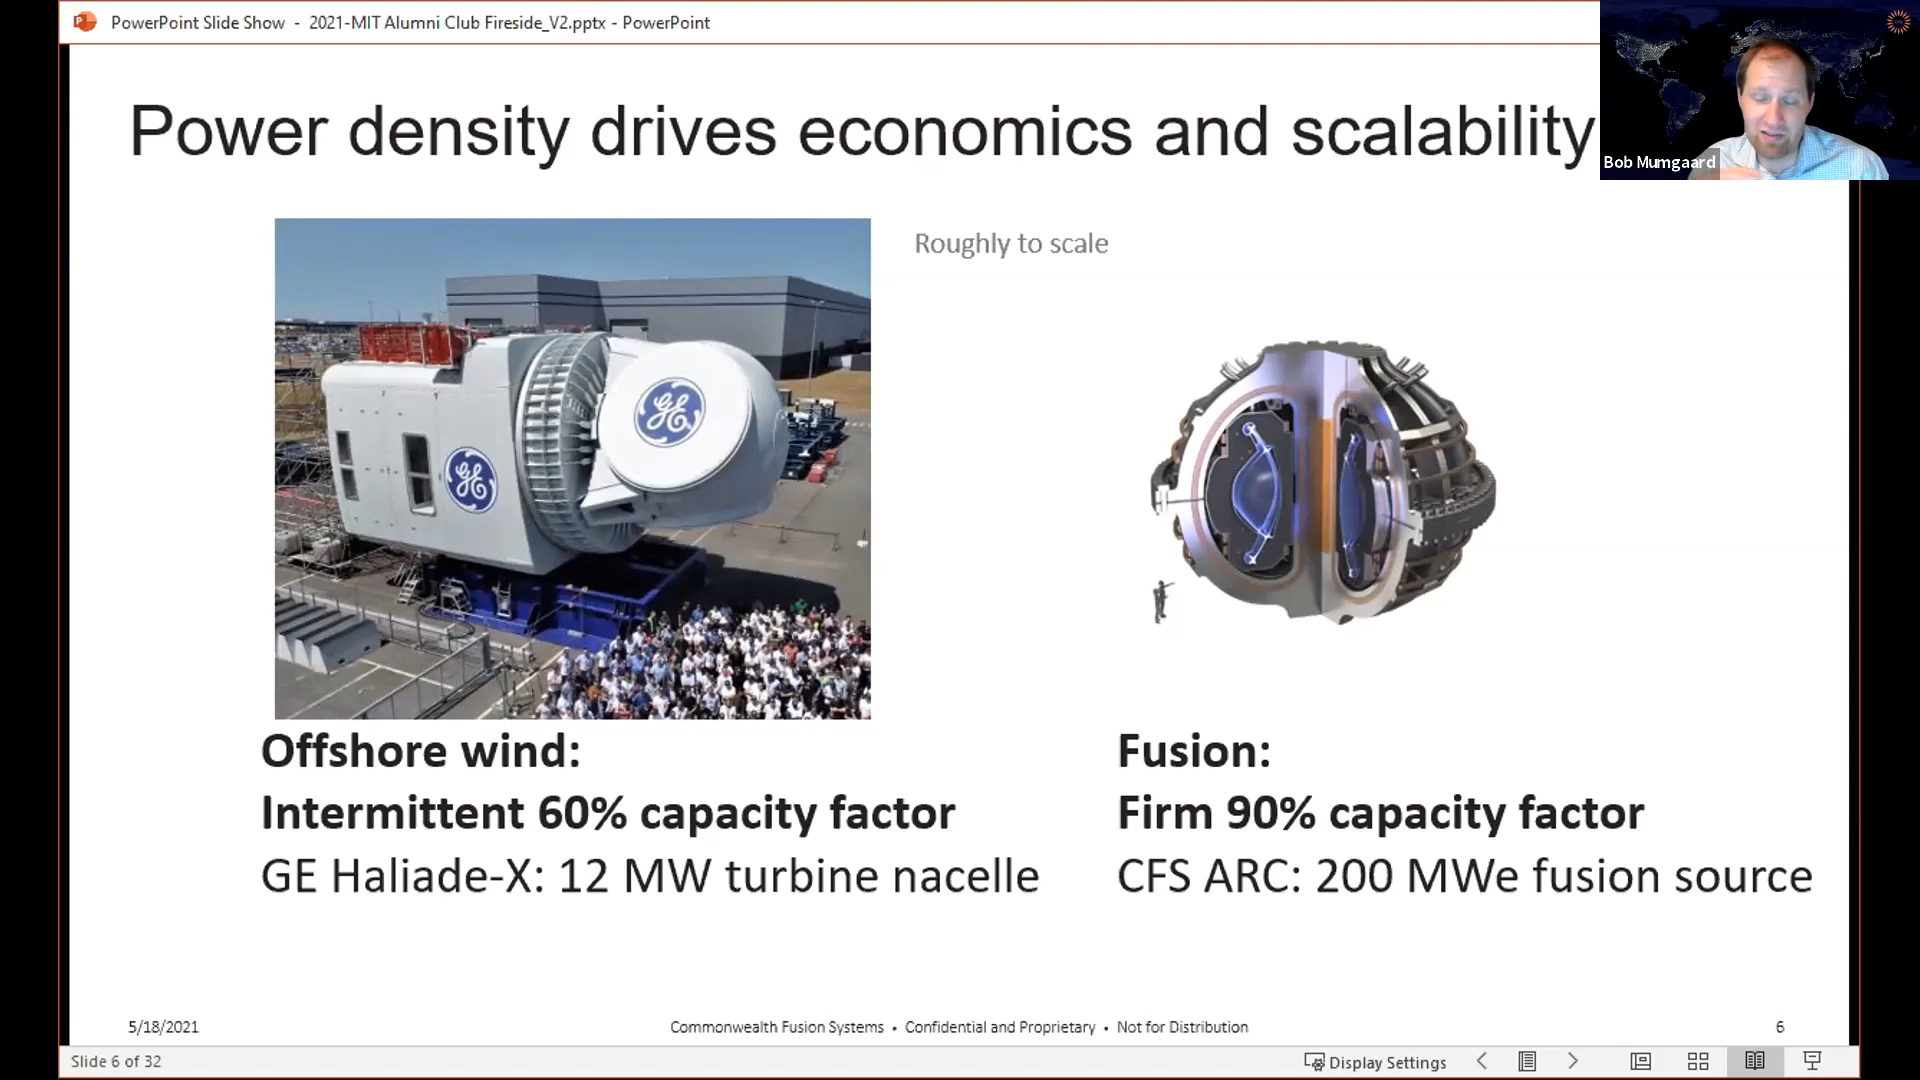 PowerPoint Slide Show - 2021-MIT Alumni Club Fireside_V2.pptx - PowerPoint
Power density drives economics and scalability
Bob Mumgaard
Roughly to scale
GE
GE
Offshore wind:
Intermittent 60% capacity factor
GE Haliade-X: 12 MW turbine nacelle
Fusion:
Firm 90% capacity factor
CFS ARC: 200 MWe fusion source
5/18/2021
Commonwealth Fusion Systems • Confidential and Proprietary • Not for Distribution
6
Slide 6 of 32
Display Settings